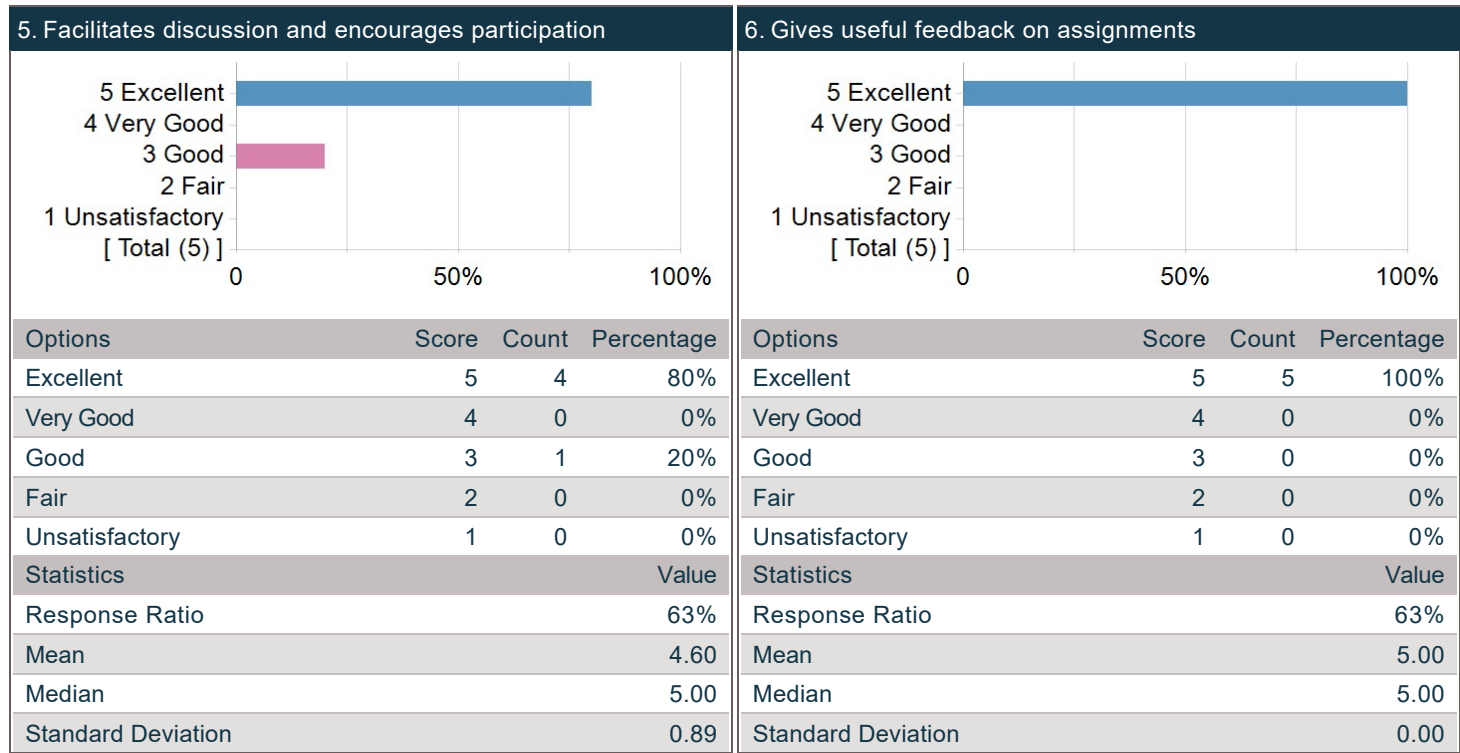 5. Facilitates discussion and encourages participation
5 Excellent
4 Very Good
3 Good
2 Fair
1 Unsatisfactory
[ Total (5) ]
0 50% 100%
Options Score Count Percentage
Excellent 5 4 80%
Very Good 4 0 0%
Good 3 1 20%
Fair 2 0 0%
Unsatisfactory 1 0 0%
Statistics Value
Response Ratio 63%
Mean 4.60
Median 5.00
Standard Deviation 0.89
6. Gives useful feedback on assignments
5 Excellent
4 Very Good
3 Good
2 Fair
1 Unsatisfactory
[ Total (5) ]
0 50% 100%
Options Score Count Percentage
Excellent 5 5 100%
Very Good 4 0 0%
Good 3 0 0%
Fair 2 0 0%
Unsatisfactory 1 0 0%
Statistics Value
Response Ratio 63%
Mean 5.00
Median 5.00
Standard Deviation 0.00